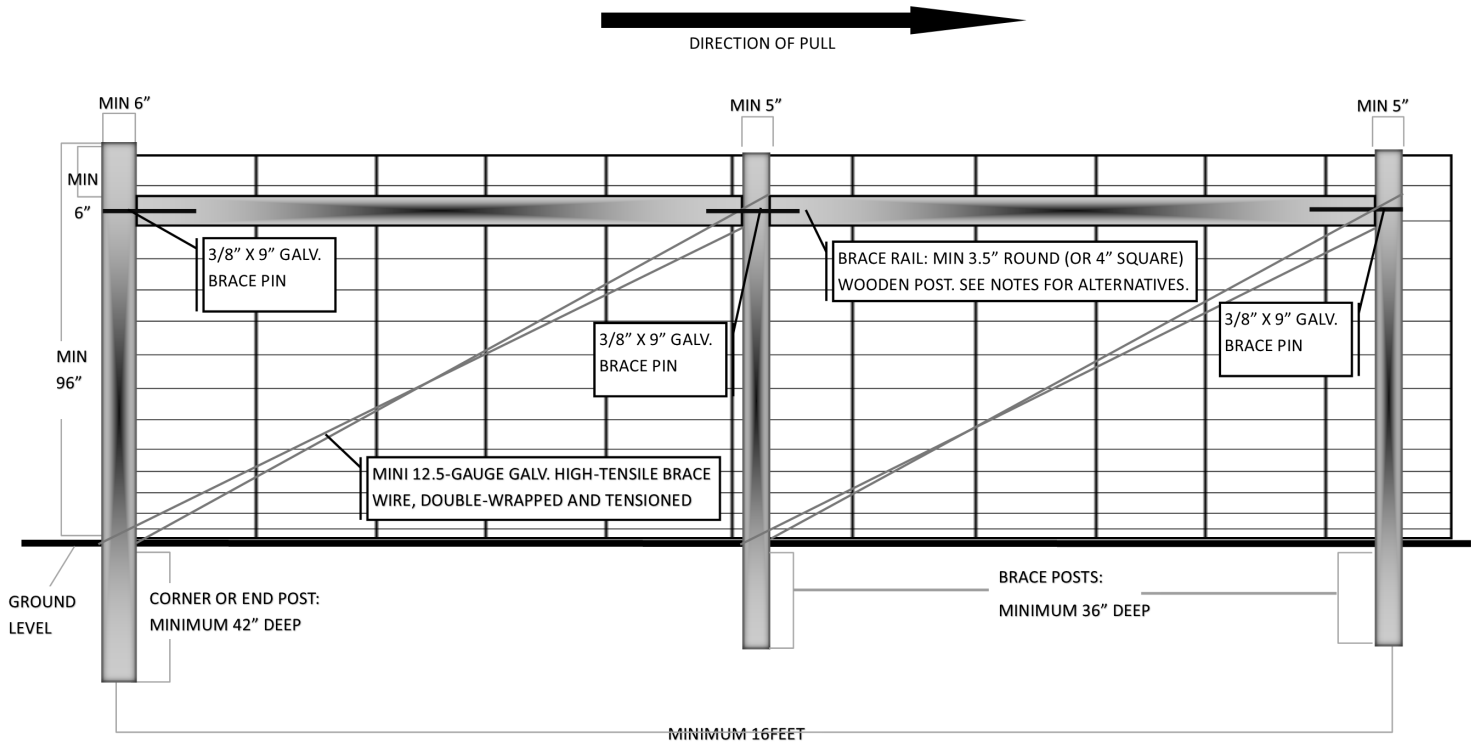 DIRECTION OF PULL
MIN 6”
MIN 5”
MIN 5”
MIN
6”
3/8” X 9” GALV.
BRACE PIN
BRACE RAIL: MIN 3.5” ROUND (OR 4” SQUARE)
WOODEN POST. SEE NOTES FOR ALTERNATIVES.
3/8” X 9” GALV.
BRACE PIN
3/8” X 9” GALV.
BRACE PIN
MIN
96”
MINI 12.5-GAUGE GALV. HIGH-TENSILE BRACE
WIRE, DOUBLE-WRAPPED AND TENSIONED
GROUND
LEVEL
CORNER OR END POST:
MINIMUM 42” DEEP
BRACE POSTS:
MINIMUM 36” DEEP
MINIMUM 16FEET